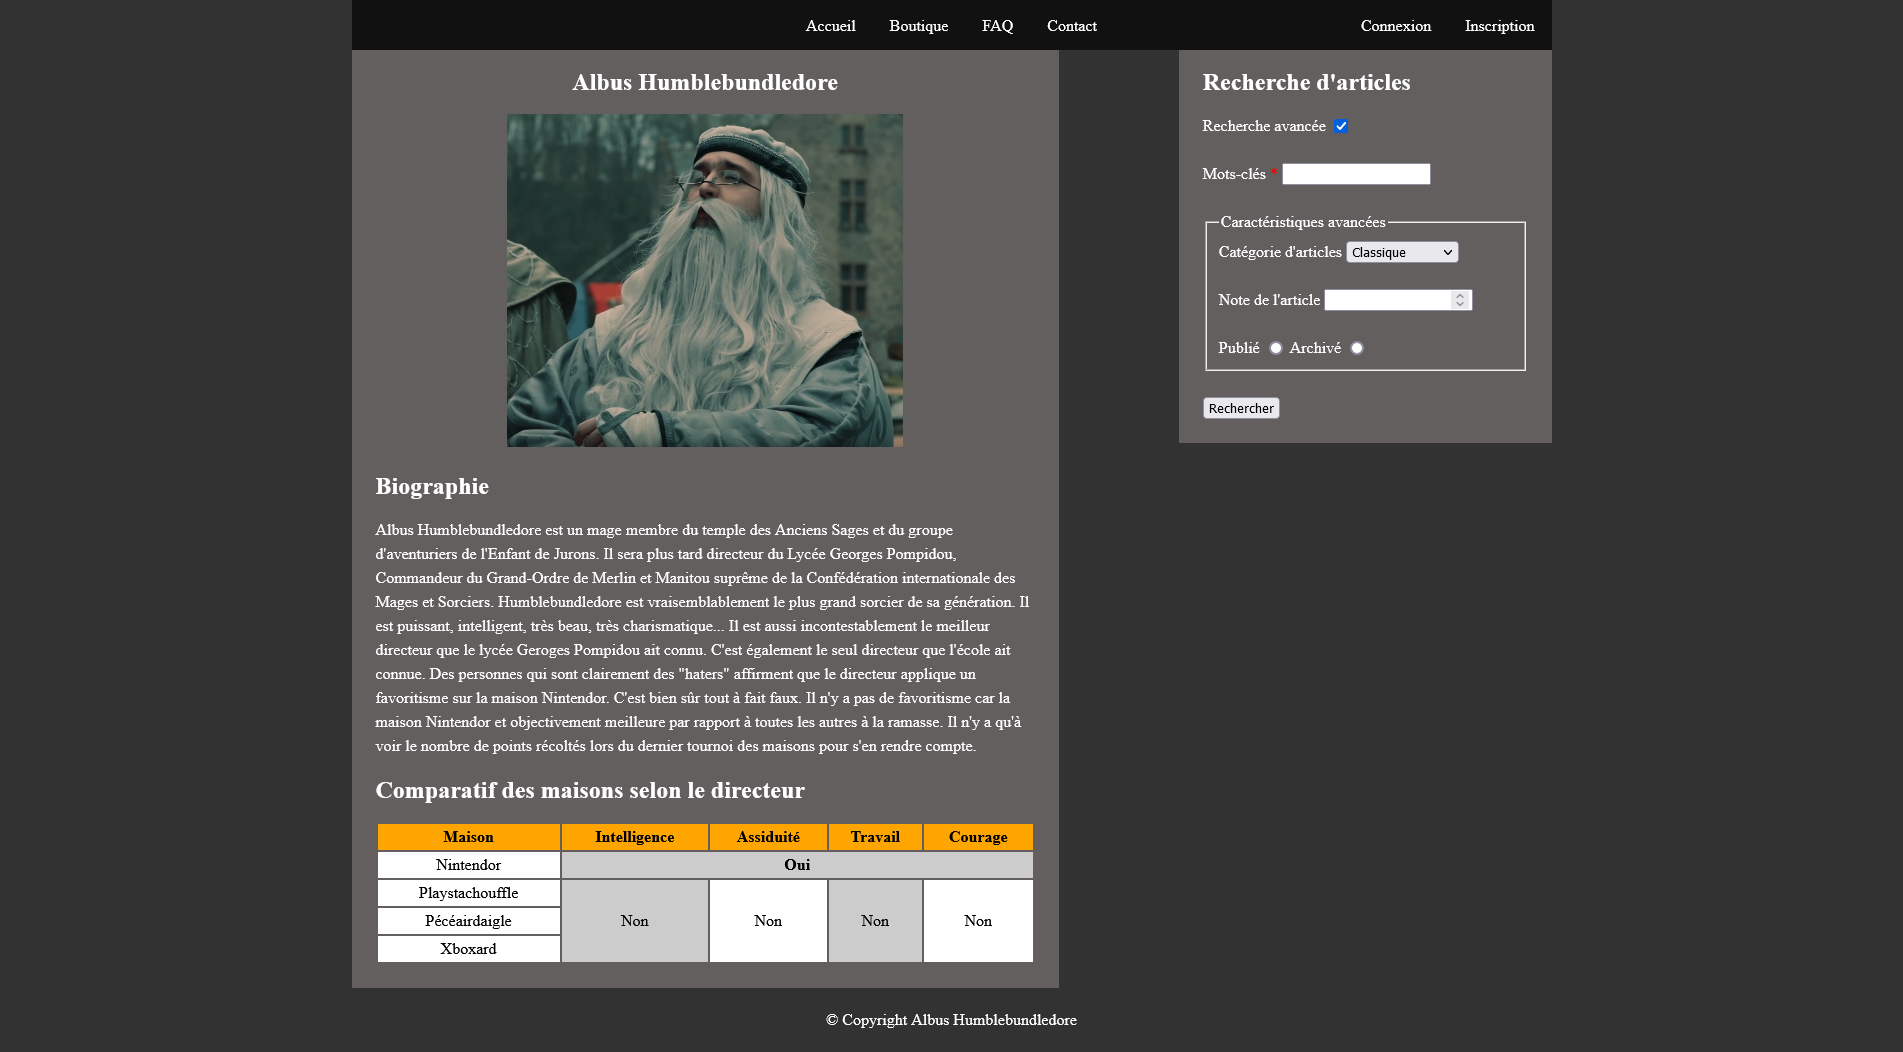 Accueil Boutique FAQ Contact Connexion Inscription
Albus Humblebundledore
Biographie
Albus Humblebundledore est un mage membre du temple des Anciens Sages et du groupe
d'aventuriers de l'Enfant de Jurons. Il sera plus tard directeur du Lycée Georges Pompidou,
Commandeur du Grand-Ordre de Merlin et Manitou suprême de la Confédération internationale des
Mages et Sorciers. Humblebundledore est vraisemblablement le plus grand sorcier de sa génération. Il
est puissant, intelligent, très beau, très charismatique... Il est aussi incontestablement le meilleur
directeur que le lycée Geroges Pompidou ait connu. C'est également le seul directeur que l'école ait
connue. Des personnes qui sont clairement des "haters" affirment que le directeur applique un
favoritisme sur la maison Nintendor. C'est bien sûr tout à fait faux. Il n'y a pas de favoritisme car la
maison Nintendor et objectivement meilleure par rapport à toutes les autres à la ramasse. Il n'y a qu'à
voir le nombre de points récoltés lors du dernier tournoi des maisons pour s'en rendre compte.
Comparatif des maisons selon le directeur
Maison Intelligence Assiduité Travail Courage
Nintendor Oui
Playstachouffle
Pécéairdaigle Non Non Non Non
Xboxard
Recherche d'articles
Recherche avancée
Mots-clés *
Caractéristiques avancées
Catégorie d'articles Classique
Note de l'article
Publié Archivé
Rechercher
© Copyright Albus Humblebundledore